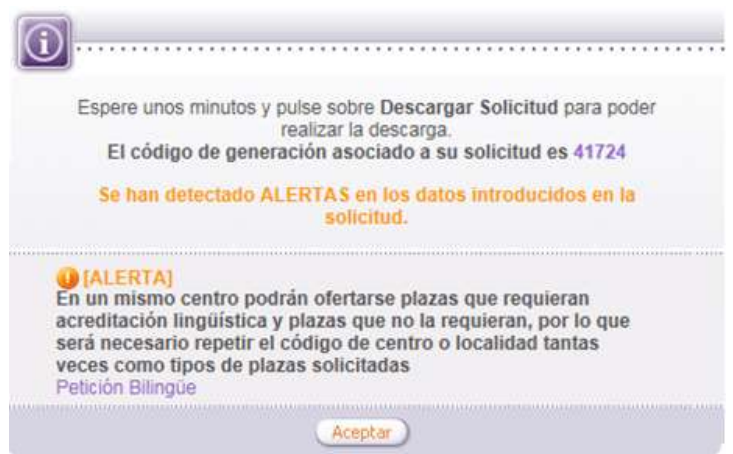 Espere unos minutos y pulse sobre Descargar Solicitud para poder
realizar la descarga.
El código de generación asociado a su solicitud es 41724
Se han detectado ALERTAS en los datos introducidos en la
solicitud.
[ALERTA]
En un mismo centro podrán ofertarse plazas que requieran
acreditación lingüística y plazas que no la requieran, por lo que
será necesario repetir el código de centro o localidad tantas
veces como tipos de plazas solicitadas
Petición Bilingüe
Aceptar